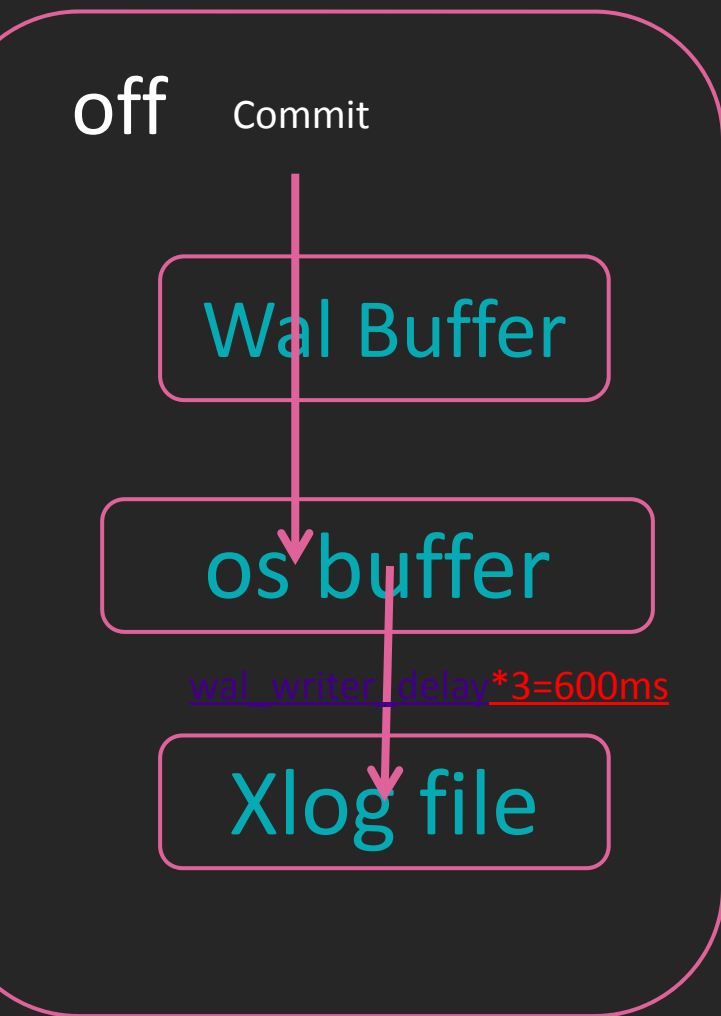 off Commit
Wal Buffer
os buffer
wal_writer_delay*3=600ms
Xlog file